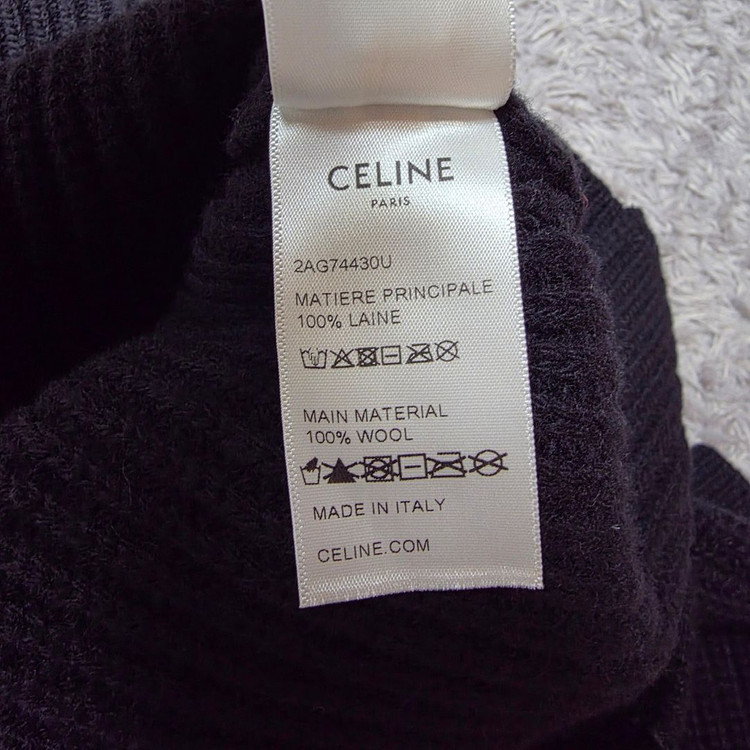 CELINE
PARIS
2AG74430U
MATIERE PRINCIPALE
100% LAINE
MAIN MATERIAL
100% WOOL
MADE IN ITALY
CELINE.COM